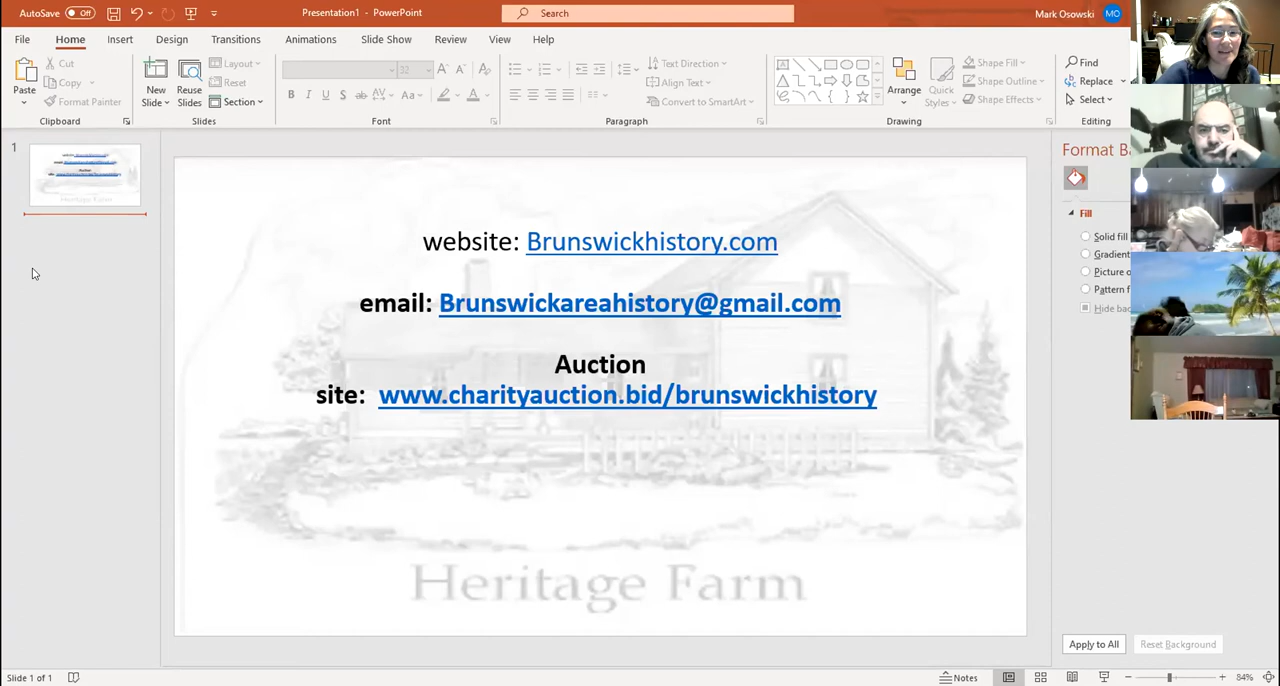 AutoSave Off Presentation1 - PowerPoint Search Mark Osowski MO
File Home Insert Design Transitions Animations Slide Show Review View Help
Paste Cut Copy Format Painter Clipboard
New Slide Reuse Slides Layout Reset Section Slides
32 Aa Font
Text Direction Align Text Convert to SmartArt Paragraph
Arrange Quick Styles Shape Fill Shape Outline Shape Effects Drawing
Find Replace Select Editing
1
website: Brunswickhistory.com
email: Brunswickareahistory@gmail.com
Auction
site: www.charityauction.bid/brunswickhistory
Heritage Farm
Format Ba
Fill
Solid fill
Gradient
Picture o
Pattern f
Hide bac
Apply to All Reset Background
Slide 1 of 1 Notes 84%